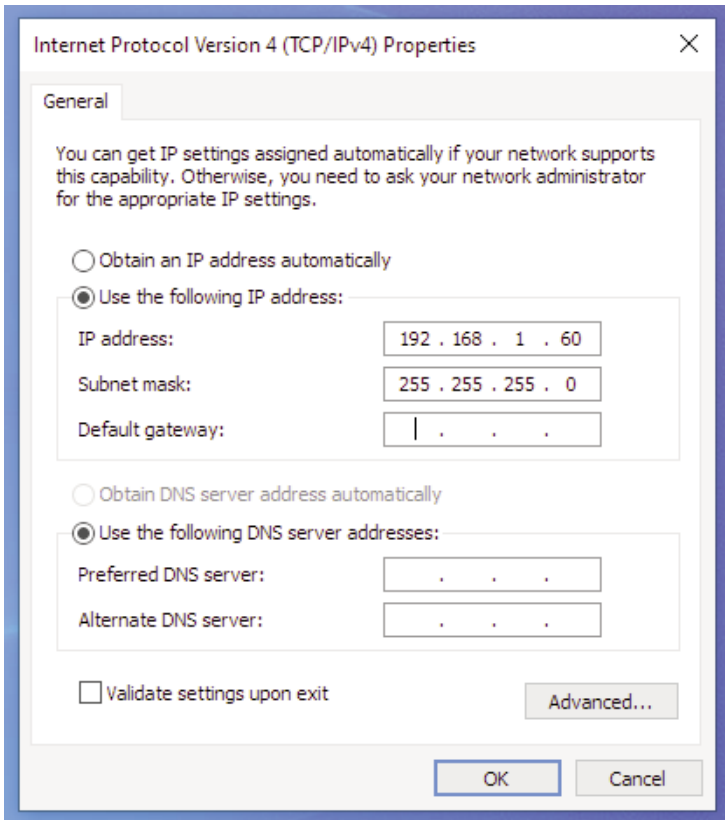 Internet Protocol Version 4 (TCP/IPv4) Properties
General
You can get IP settings assigned automatically if your network supports
this capability. Otherwise, you need to ask your network administrator
for the appropriate IP settings.
Obtain an IP address automatically
Use the following IP address:
IP address: 192 . 168 . 1 . 60
Subnet mask: 255 . 255 . 255 . 0
Default gateway: . . .
Obtain DNS server address automatically
Use the following DNS server addresses:
Preferred DNS server: . . .
Alternate DNS server: . . .
Validate settings upon exit
Advanced...
OK Cancel